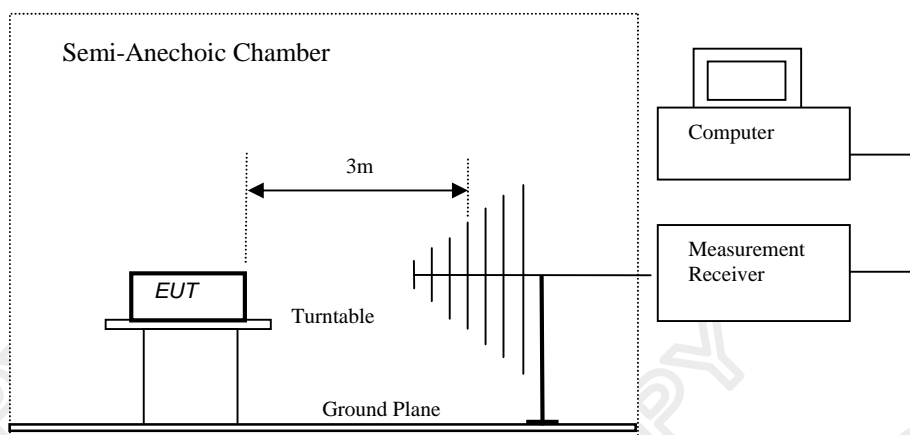 Semi-Anechoic Chamber
Computer
3m
Measurement
Receiver
EUT
Turntable
Ground Plane